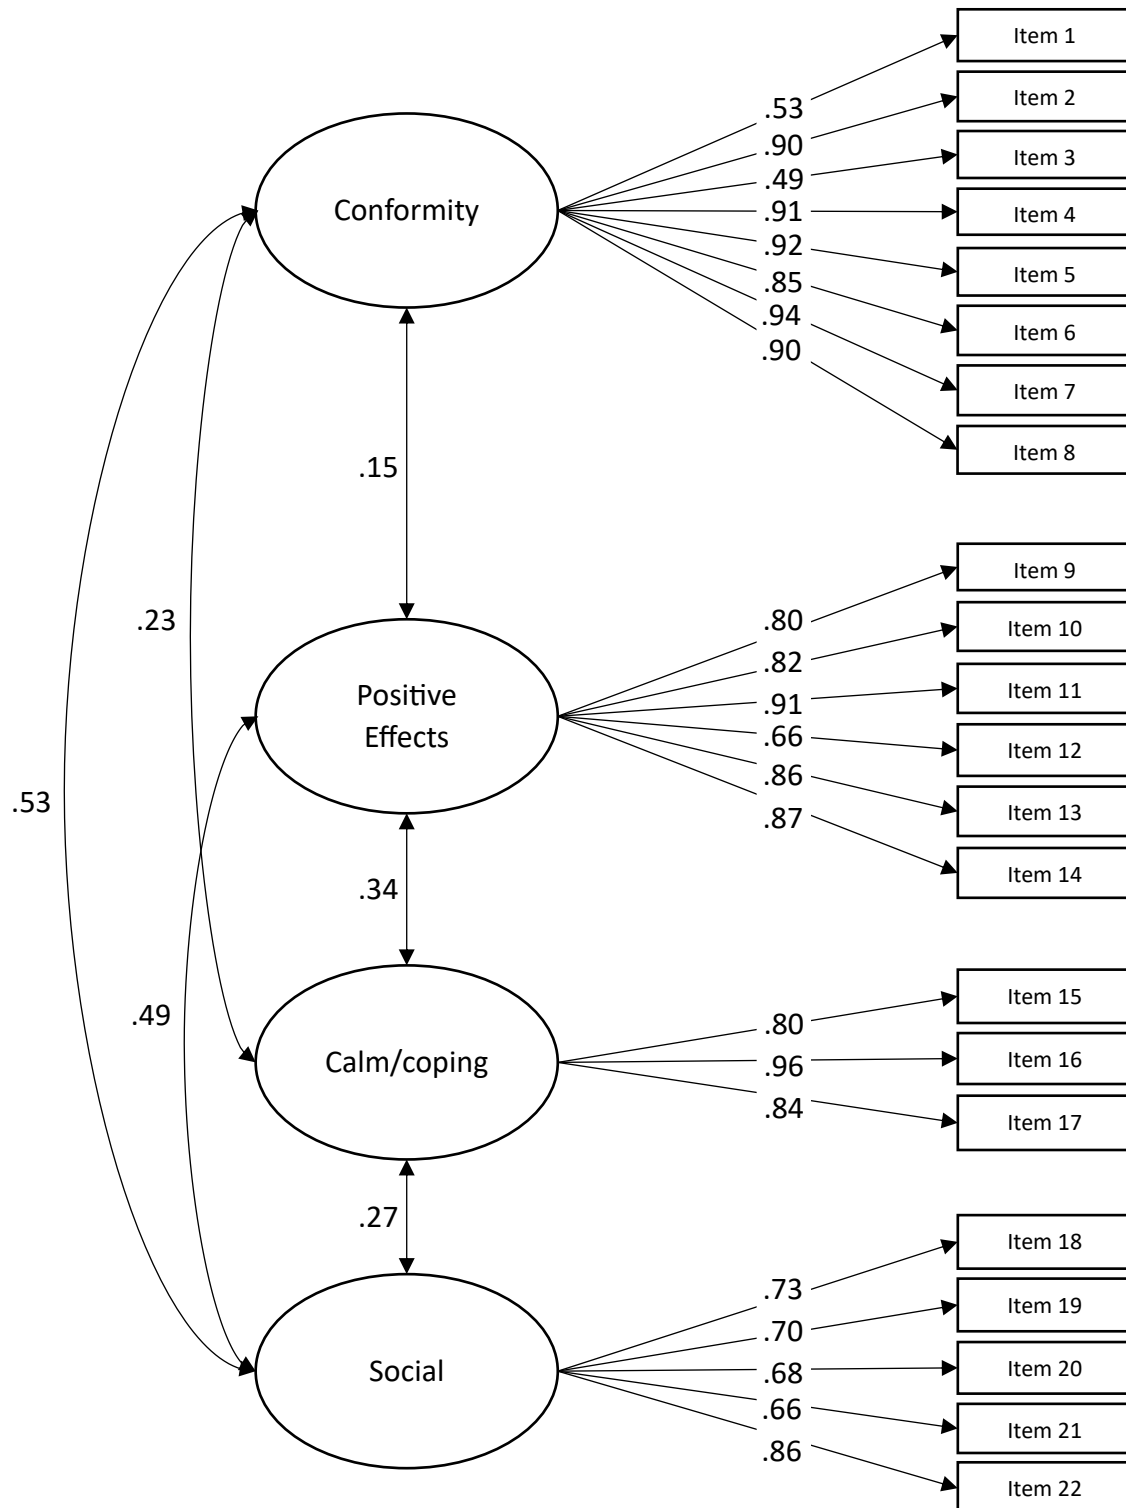 Item 1
Item 2
Item 3
Item 4
Item 5
Item 6
Item 7
Item 8
.53
.90
.49
.91
.92
.85
.94
.90
Conformity
.15
.23
.53
.49
Item 9
Item 10
Item 11
Item 12
Item 13
Item 14
.80
.82
.91
.66
.86
.87
Positive
Effects
.34
Item 15
Item 16
Item 17
.80
.96
.84
Calm/coping
.27
Item 18
Item 19
Item 20
Item 21
Item 22
.73
.70
.68
.66
.86
Social